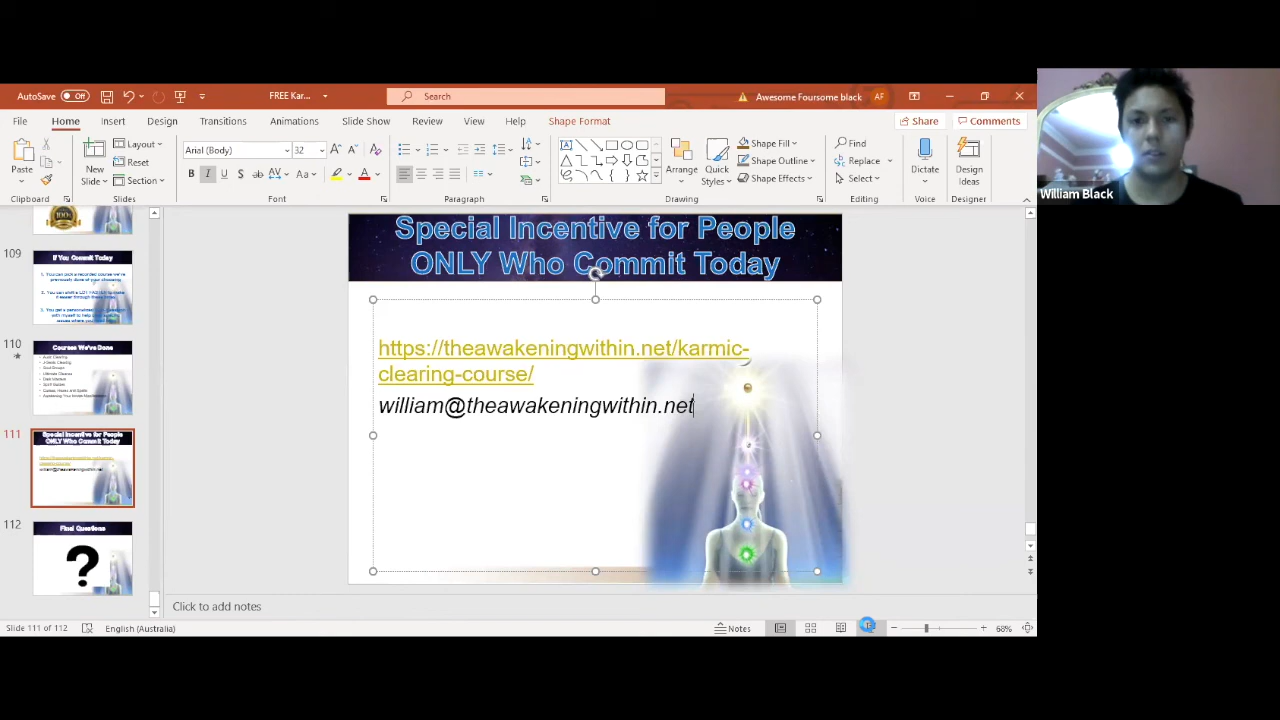 AutoSave Off FREE Kar... Search Awesome Foursome black AF
File Home Insert Design Transitions Animations Slide Show Review View Help Shape Format Share Comments
Paste
New Slide
Layout
Reset
Section
Arial (Body) 32
B I U S ab AV Aa
Arrange
Quick Styles
Shape Fill
Shape Outline
Shape Effects
Find
Replace
Select
Dictate
Design Ideas
Clipboard Slides Font Paragraph Drawing Editing Voice Designer
William Black
109
If You Commit Today
110
Courses We've Done
111
Special Incentive for People
ONLY Who Commit Today
112
Final Questions
?
Special Incentive for People
ONLY Who Commit Today
https://theawakeningwithin.net/karmic-
clearing-course/
william@theawakeningwithin.net
Click to add notes
Slide 111 of 112 English (Australia) Notes 68%